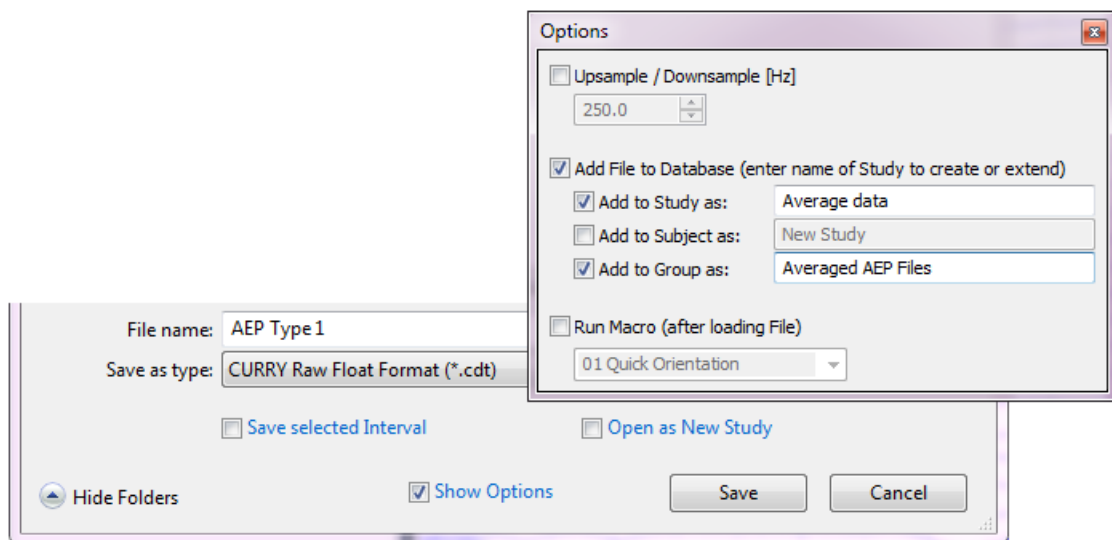 Options
Upsample / Downsample [Hz]
250.0
Add File to Database (enter name of Study to create or extend)
Add to Study as: Average data
Add to Subject as: New Study
Add to Group as: Averaged AEP Files
Run Macro (after loading File)
01 Quick Orientation
File name: AEP Type1
Save as type: CURRY Raw Float Format (*.cdt)
Save selected Interval Open as New Study
Hide Folders Show Options Save Cancel